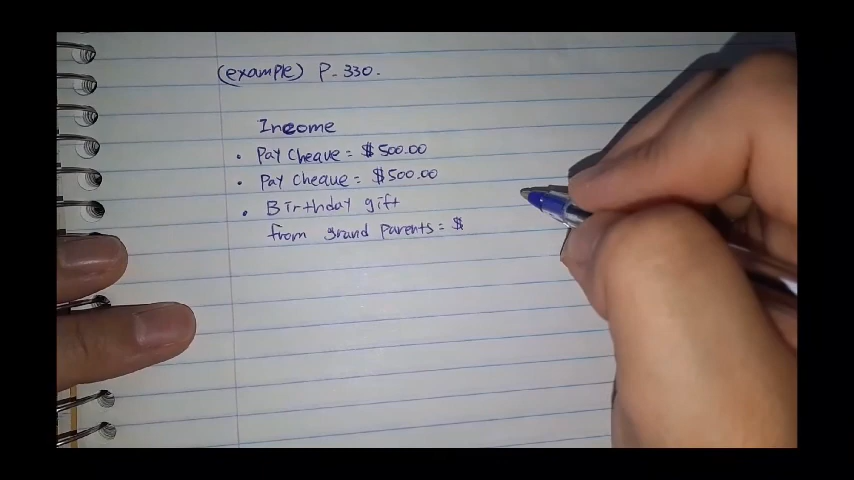 (example) P-330.
Income
• Pay Cheque = $500.00
• Pay Cheque = $500.00
• Birthday gift
from grand parents = $